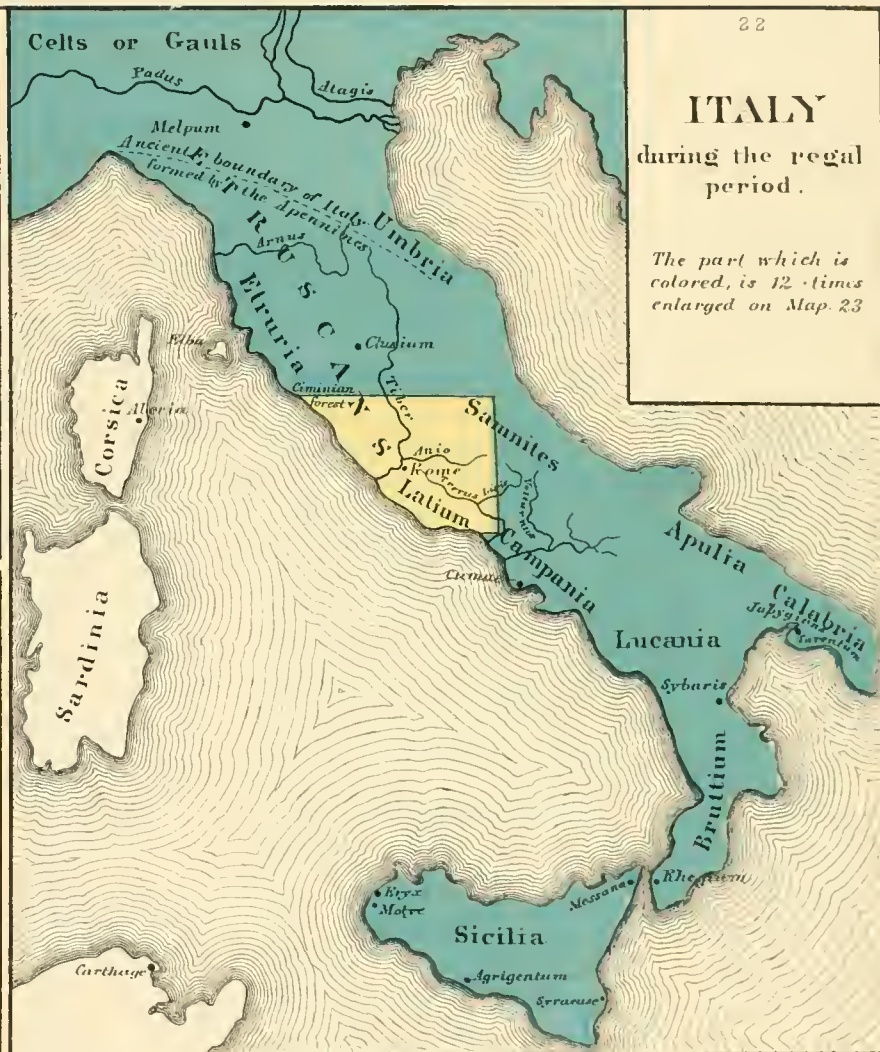 22
ITALY
during the regal
period.
The part which is
colored, is 12 times
enlarged on Map 23
Celts or Gauls
Padus
Atagis
Melpum
Ancient boundary of Italy
formed by the Apennines
ETRUSCANS
Umbria
Arnus
Etruria
Clusium
Elba
Corsica
Aleria
Ciminian
forest
Tiber
Samnites
Anio
Rome
Latium
Volturnus
Campania
Cumae
Apulia
Calabria
Japygians
Tarentum
Lucania
Sybaris
Sardinia
Bruttium
Rhegium
Messana
Eryx
Motye
Sicilia
Agrigentum
Syracuse
Carthage